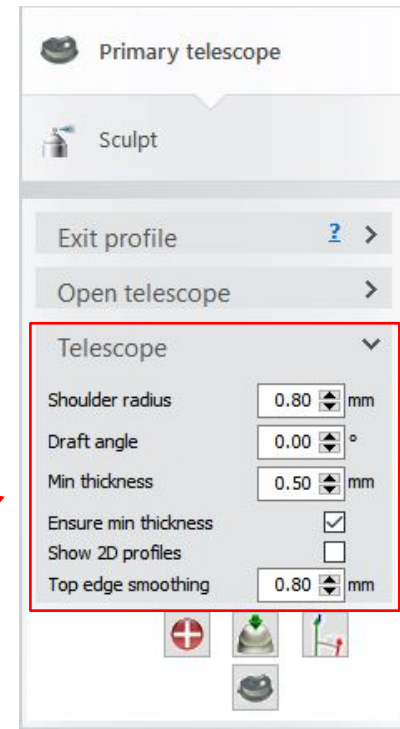 Primary telescope
Sculpt
Exit profile ?
Open telescope
Telescope
Shoulder radius 0.80 mm
Draft angle 0.00 °
Min thickness 0.50 mm
Ensure min thickness
Show 2D profiles
Top edge smoothing 0.80 mm